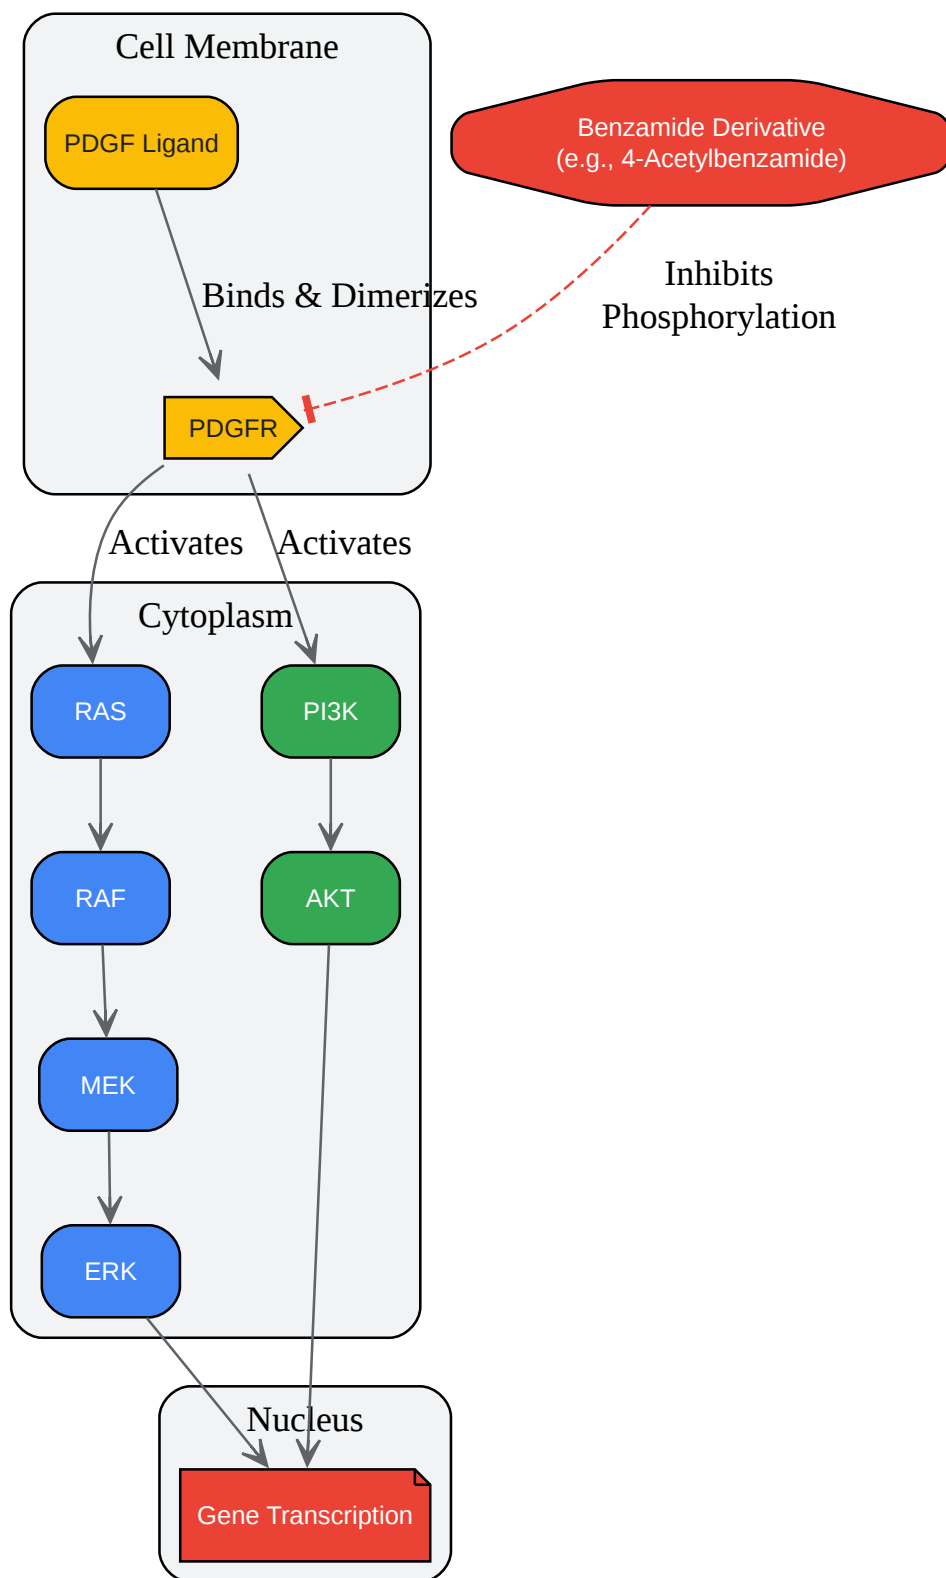 Cell Membrane
PDGF Ligand
Benzamide Derivative
(e.g., 4-Acetylbenzamide)
Binds & Dimerizes
Inhibits
Phosphorylation
PDGFR
Activates
Activates
Cytoplasm
RAS
PI3K
RAF
AKT
MEK
ERK
Nucleus
Gene Transcription